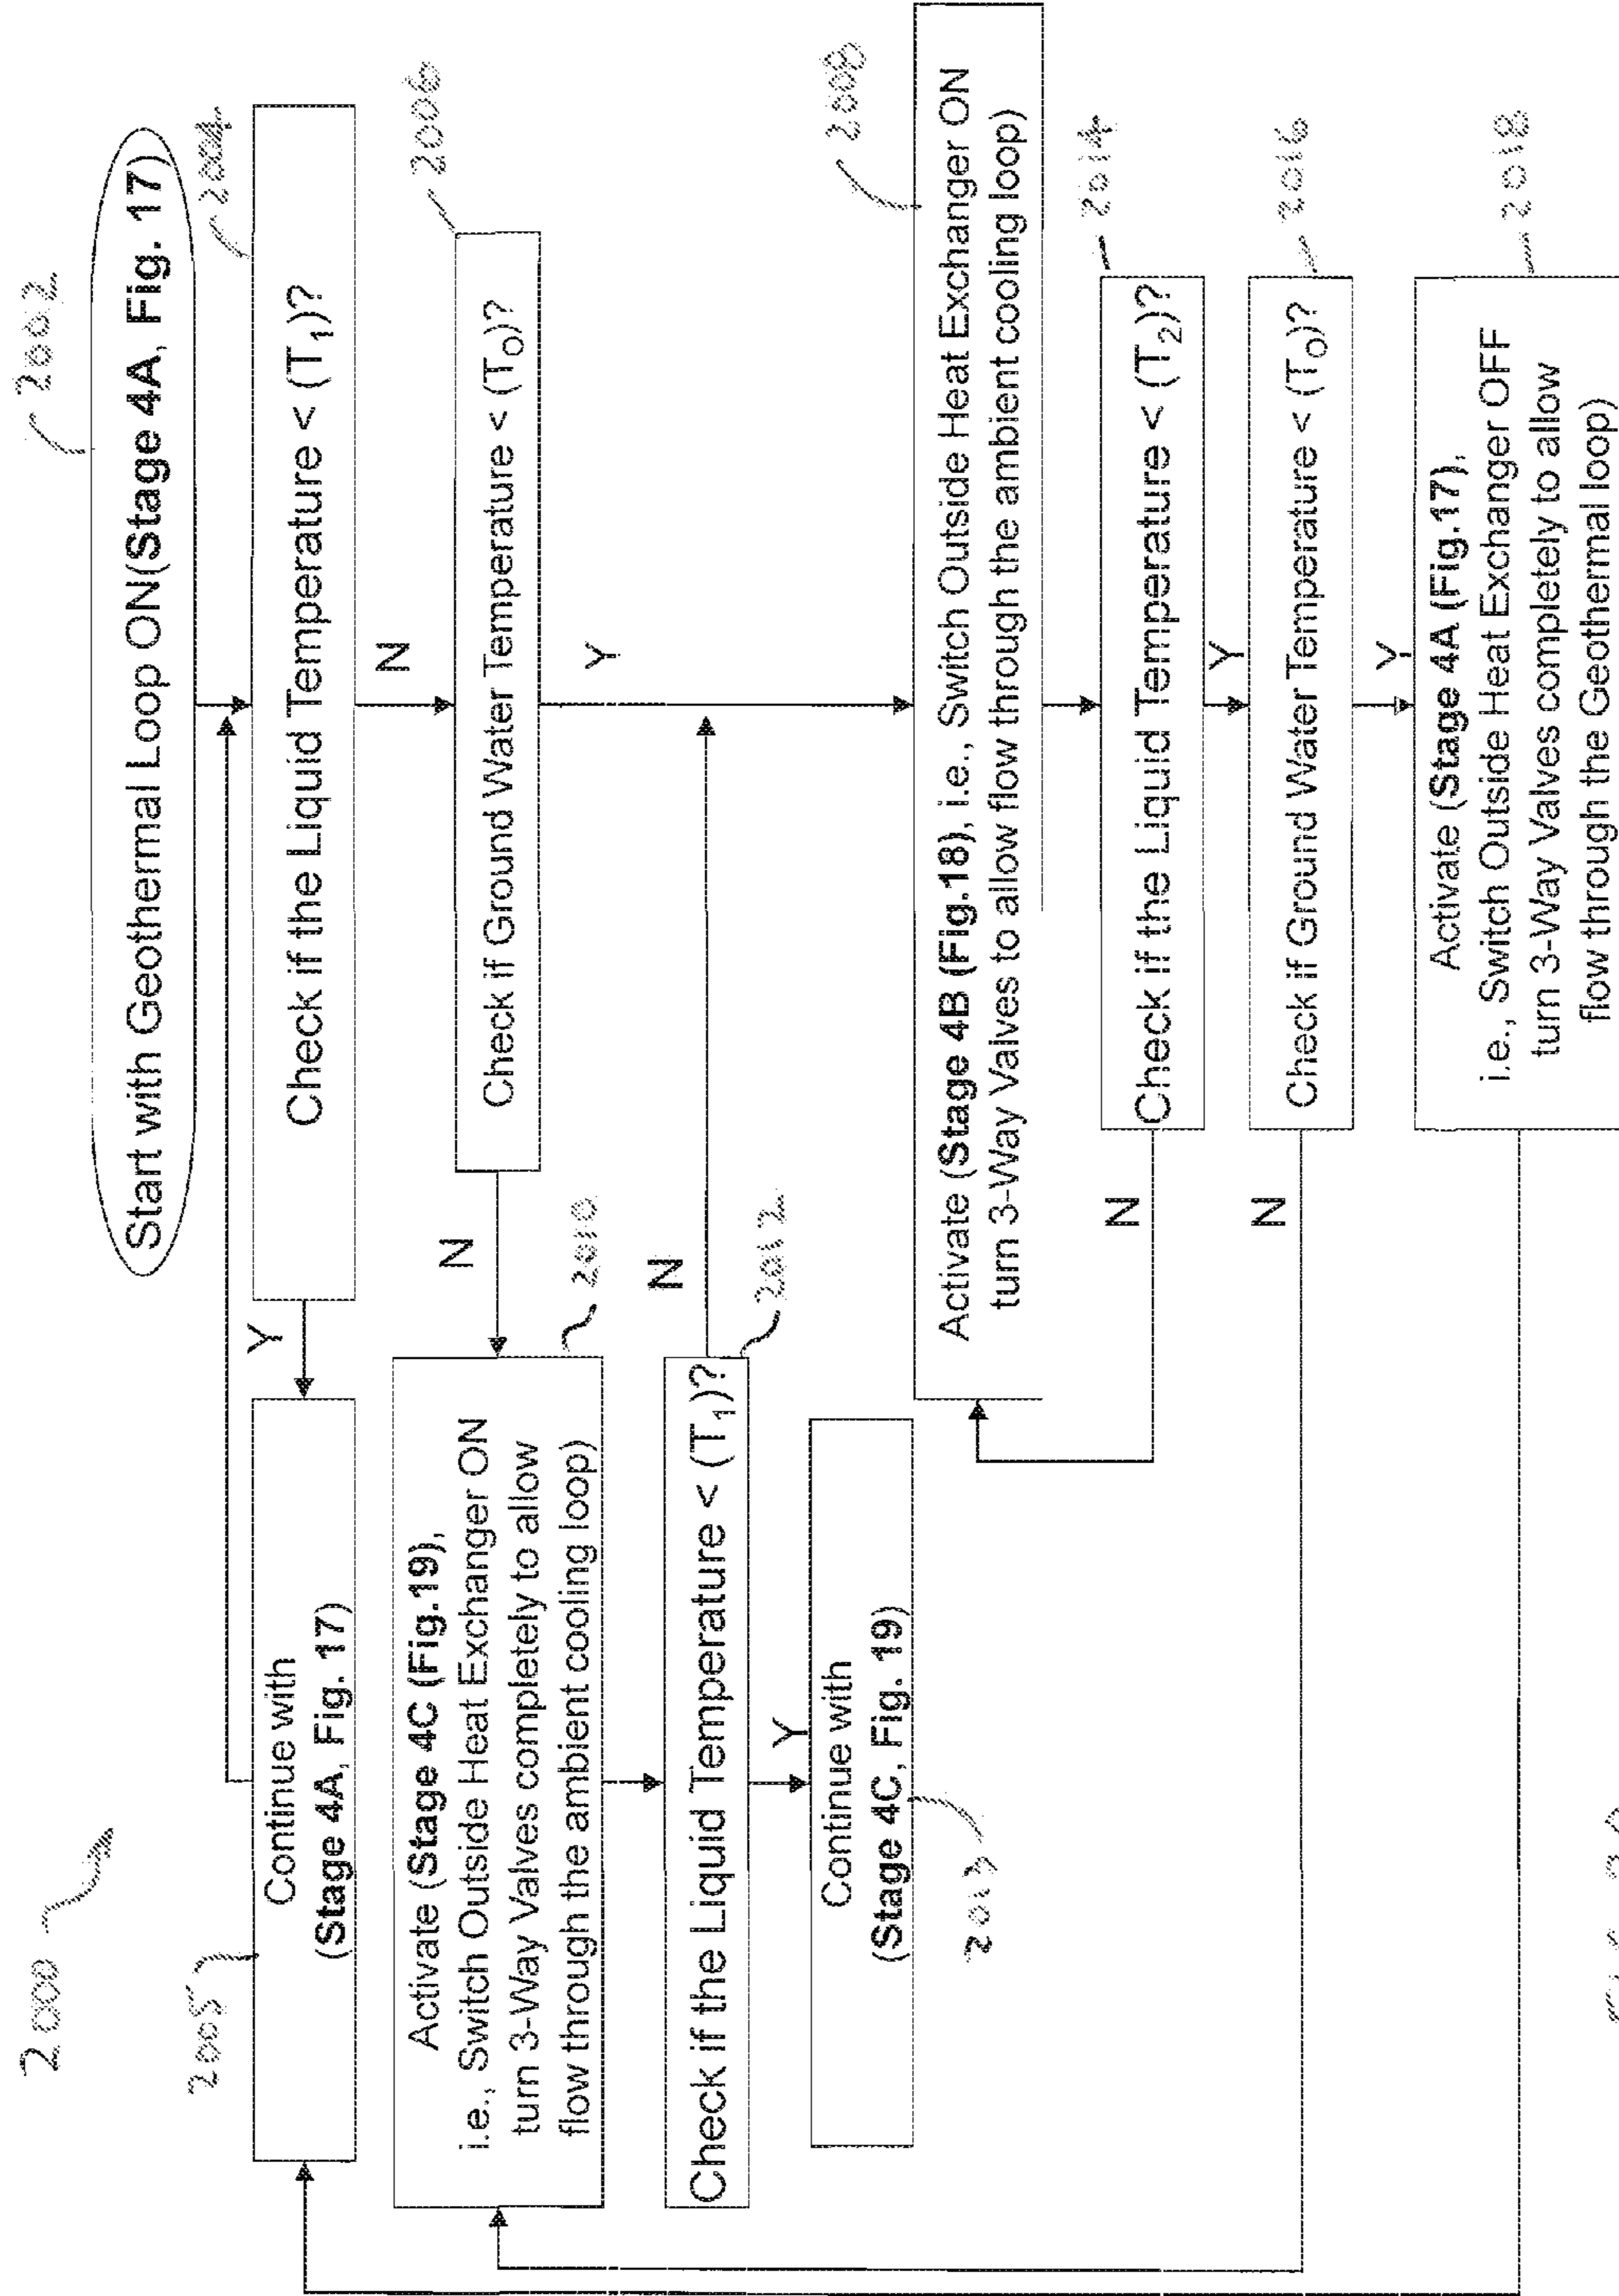 2000
2002
Start with Geothermal Loop ON(Stage 4A, Fig. 17)
2004
Check if the Liquid Temperature < (T₁)?
Y
N
2005
Continue with
(Stage 4A, Fig. 17)
2006
Check if Ground Water Temperature < (T₀)?
N
Y
2010
Activate (Stage 4C (Fig.19),
i.e., Switch Outside Heat Exchanger ON
turn 3-Way Valves completely to allow
flow through the ambient cooling loop)
2012
Check if the Liquid Temperature < (T₁)?
N
Y
Continue with
(Stage 4C, Fig. 19)
2013
2008
Activate (Stage 4B (Fig.18), i.e., Switch Outside Heat Exchanger ON
turn 3-Way Valves to allow flow through the ambient cooling loop)
2014
Check if the Liquid Temperature < (T₂)?
N
Y
2016
Check if Ground Water Temperature < (T₀)?
N
Y
2018
Activate (Stage 4A (Fig.17),
i.e., Switch Outside Heat Exchanger OFF
turn 3-Way Valves completely to allow
flow through the Geothermal loop)